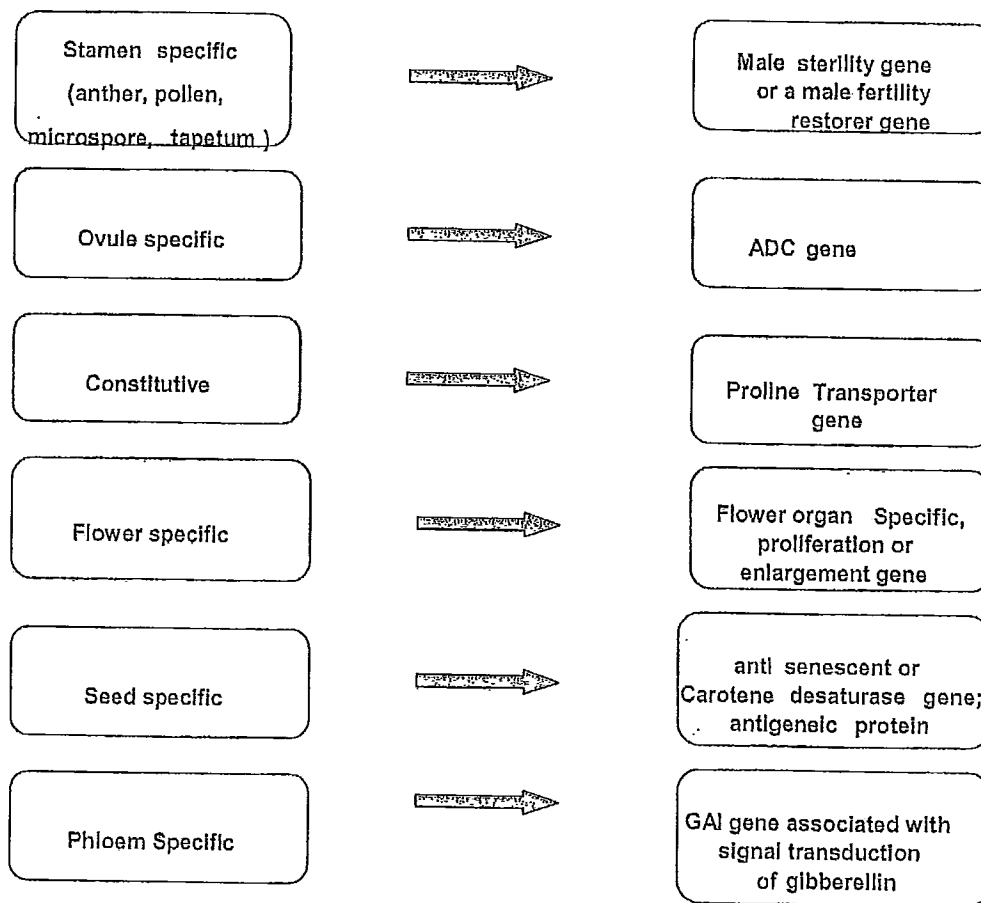 Stamen specific
(anther, pollen,
microspore, tapetum )
Male sterility gene
or a male fertility
restorer gene
Ovule specific
ADC gene
Constitutive
Proline Transporter
gene
Flower specific
Flower organ Specific,
proliferation or
enlargement gene
Seed specific
anti senescent or
Carotene desaturase gene;
antigeneic protein
Phloem Specific
GAI gene associated with
signal transduction
of gibberellin